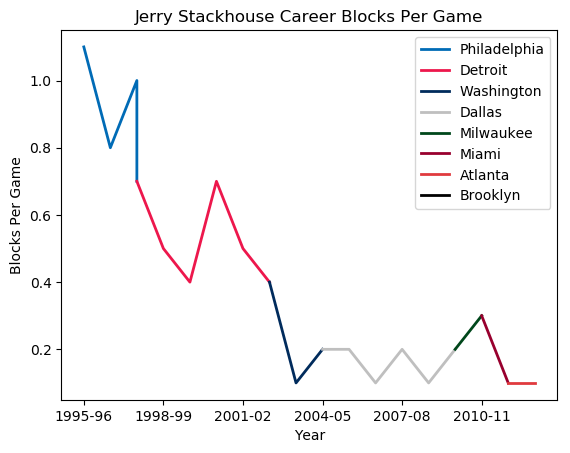 Jerry Stackhouse Career Blocks Per Game
Philadelphia
Detroit
Washington
Dallas
Milwaukee
Miami
Atlanta
Brooklyn
Blocks Per Game
1.0
0.8
0.6
0.4
0.2
1995-96 1998-99 2001-02 2004-05 2007-08 2010-11
Year